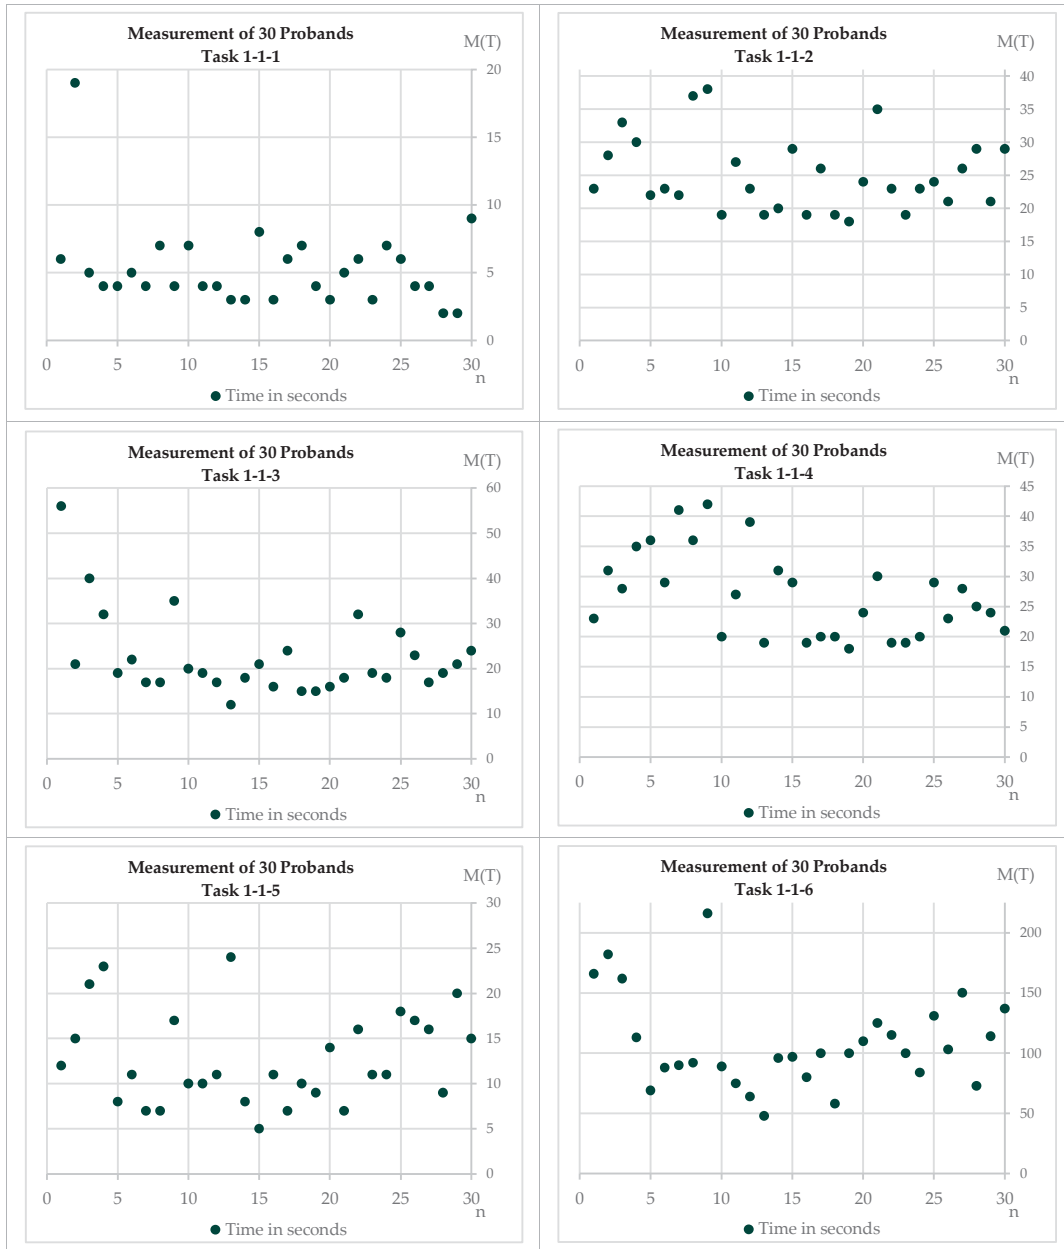 Measurement of 30 Probands
Task 1-1-1
M(T)
20
15
10
5
0
0 5 10 15 20 25 30
n
Time in seconds
Measurement of 30 Probands
Task 1-1-2
M(T)
40
35
30
25
20
15
10
5
0
0 5 10 15 20 25 30
n
Time in seconds
Measurement of 30 Probands
Task 1-1-3
M(T)
60
50
40
30
20
10
0
0 5 10 15 20 25 30
n
Time in seconds
Measurement of 30 Probands
Task 1-1-4
M(T)
45
40
35
30
25
20
15
10
5
0
0 5 10 15 20 25 30
n
Time in seconds
Measurement of 30 Probands
Task 1-1-5
M(T)
30
25
20
15
10
5
0
0 5 10 15 20 25 30
n
Time in seconds
Measurement of 30 Probands
Task 1-1-6
M(T)
200
150
100
50
0
0 5 10 15 20 25 30
n
Time in seconds